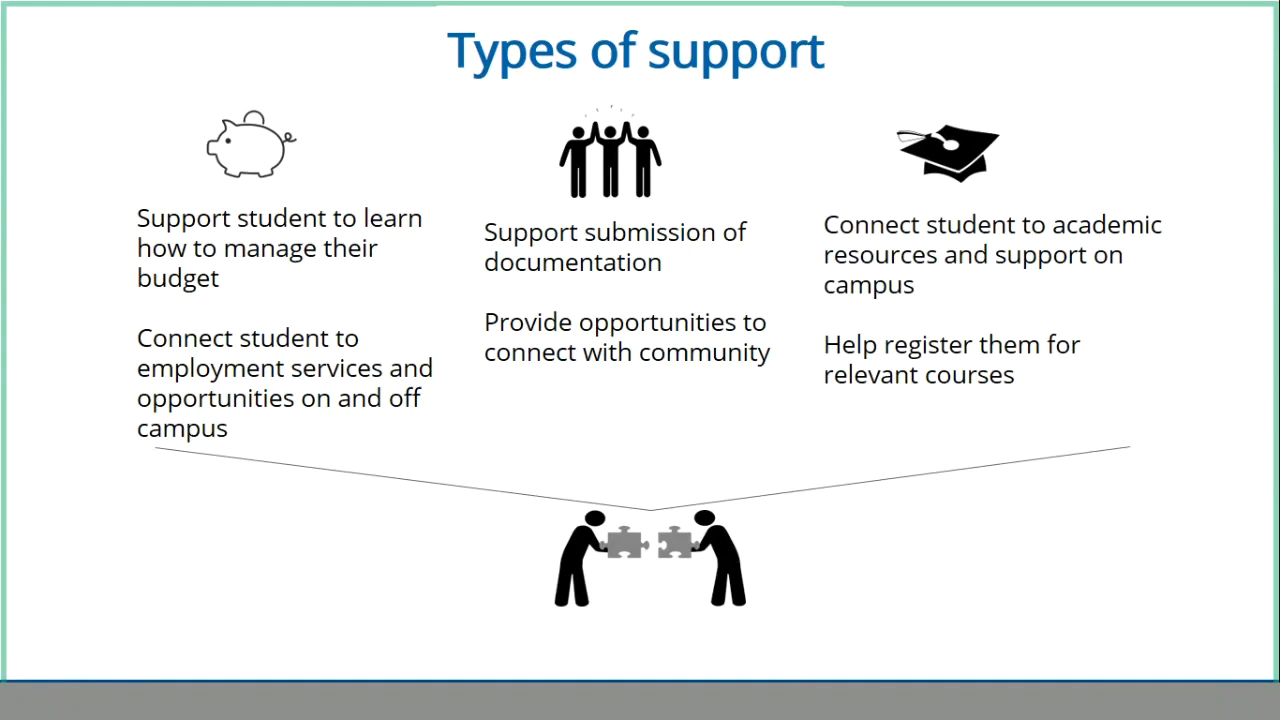 Types of support
Support student to learn
how to manage their
budget
Connect student to
employment services and
opportunities on and off
campus
Support submission of
documentation
Provide opportunities to
connect with community
Connect student to academic
resources and support on
campus
Help register them for
relevant courses